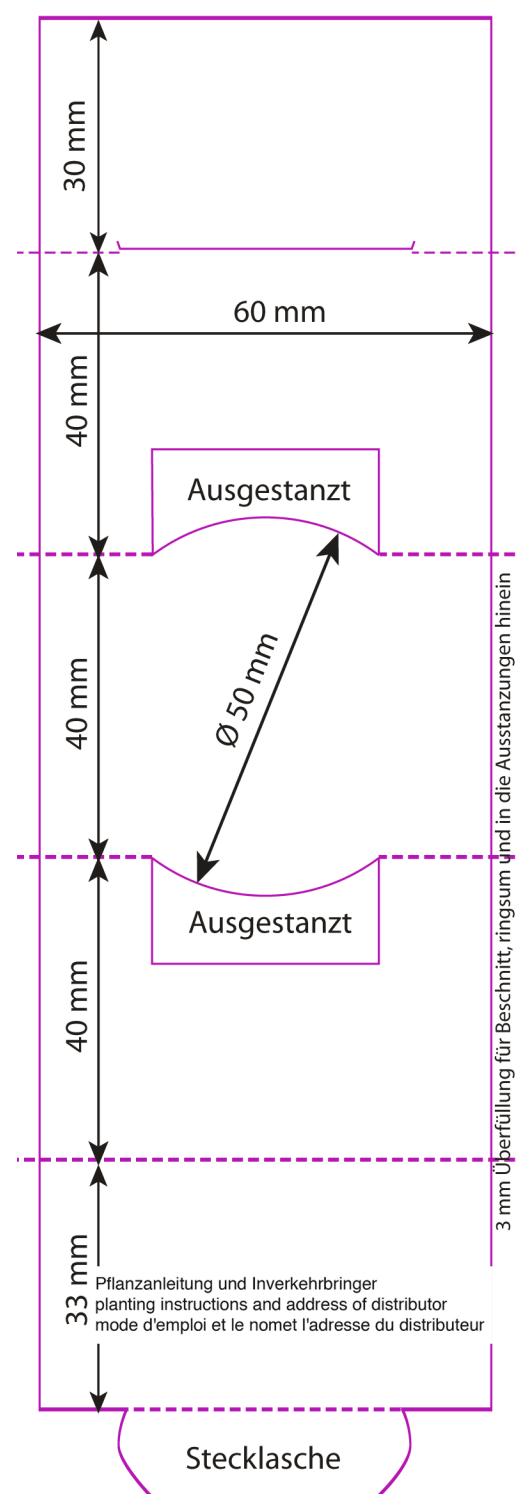 30 mm
60 mm
40 mm
Ausgestanzt
Ø 50 mm
40 mm
3 mm Überfüllung für Beschnitt, ringsum und in die Ausstanzungen hinein
Ausgestanzt
40 mm
33 mm
Pflanzanleitung und Inverkehrbringer
planting instructions and address of distributor
mode d'emploi et le nomet l'adresse du distributeur
Stecklasche